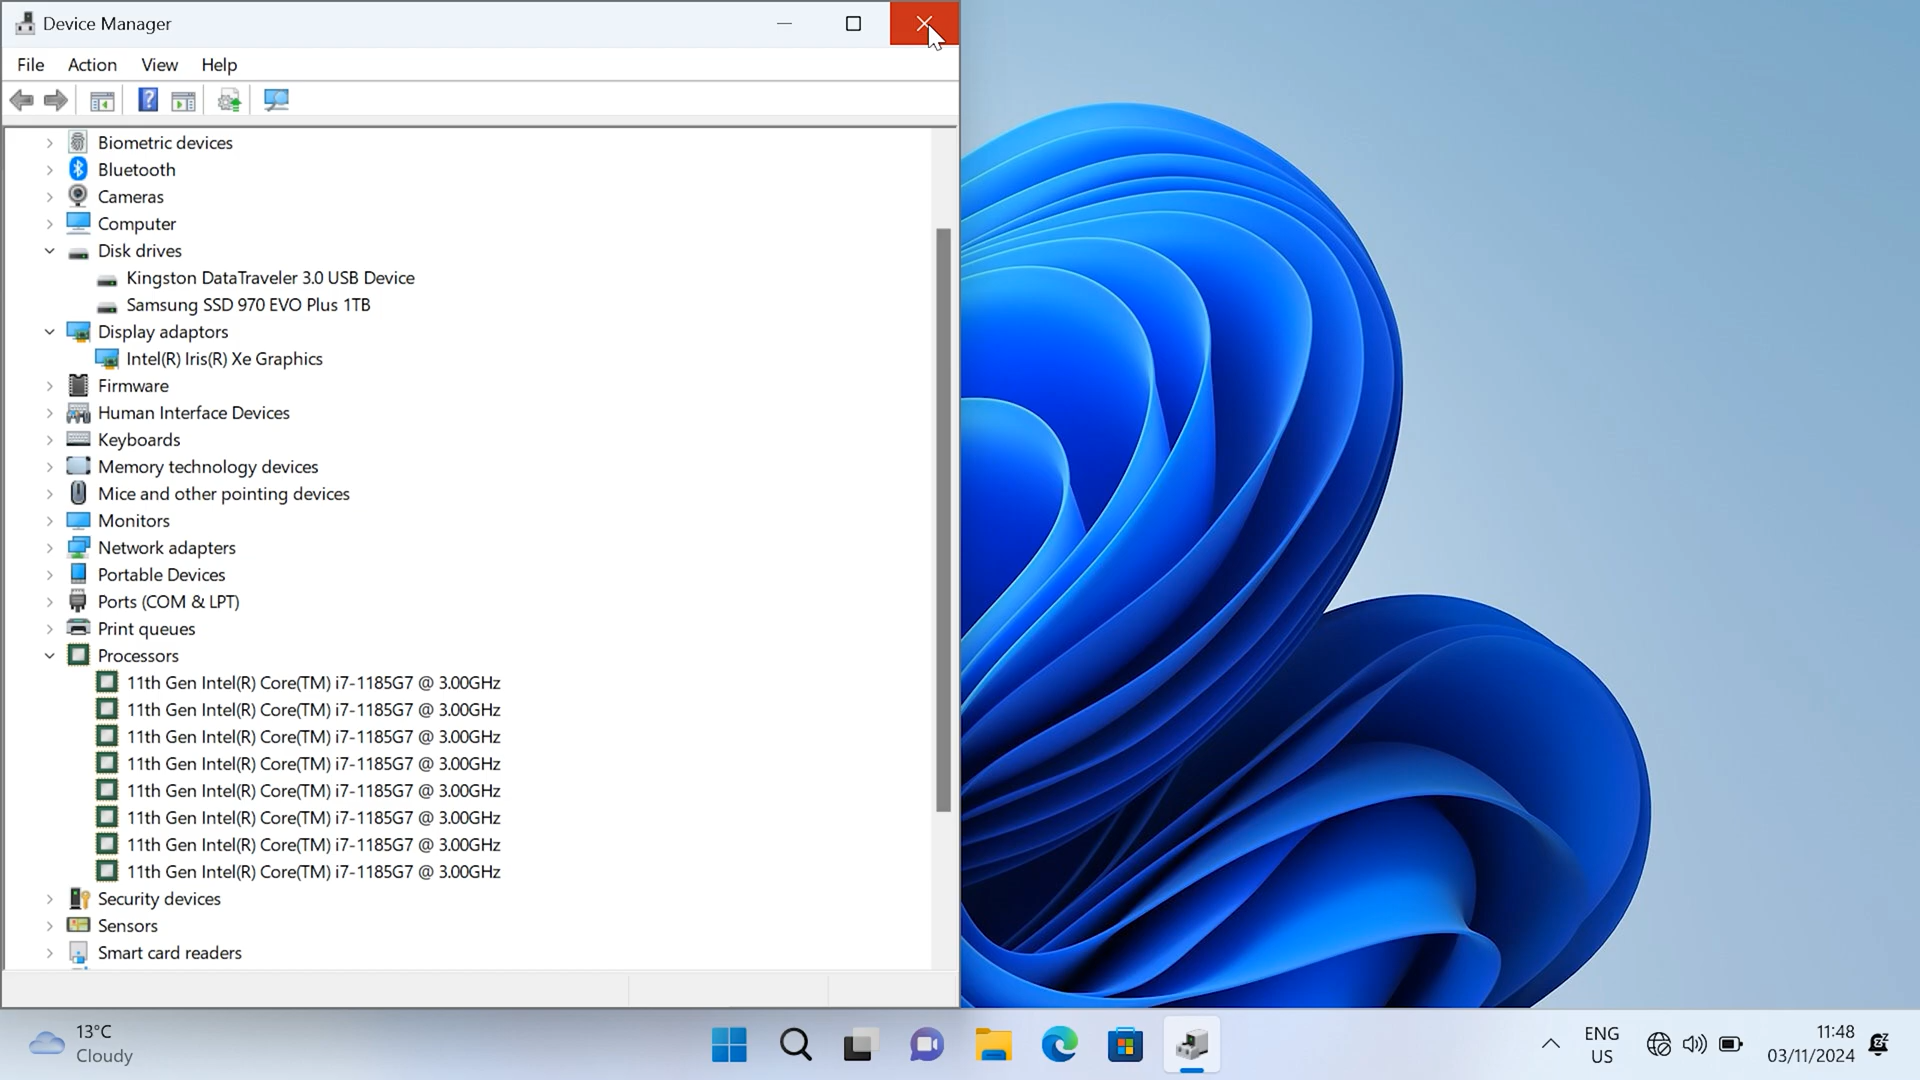 Device Manager
File Action View Help
Biometric devices
Bluetooth
Cameras
Computer
Disk drives
Kingston DataTraveler 3.0 USB Device
Samsung SSD 970 EVO Plus 1TB
Display adaptors
Intel(R) Iris(R) Xe Graphics
Firmware
Human Interface Devices
Keyboards
Memory technology devices
Mice and other pointing devices
Monitors
Network adapters
Portable Devices
Ports (COM & LPT)
Print queues
Processors
11th Gen Intel(R) Core(TM) i7-1185G7 @ 3.00GHz
11th Gen Intel(R) Core(TM) i7-1185G7 @ 3.00GHz
11th Gen Intel(R) Core(TM) i7-1185G7 @ 3.00GHz
11th Gen Intel(R) Core(TM) i7-1185G7 @ 3.00GHz
11th Gen Intel(R) Core(TM) i7-1185G7 @ 3.00GHz
11th Gen Intel(R) Core(TM) i7-1185G7 @ 3.00GHz
11th Gen Intel(R) Core(TM) i7-1185G7 @ 3.00GHz
11th Gen Intel(R) Core(TM) i7-1185G7 @ 3.00GHz
Security devices
Sensors
Smart card readers
13°C
Cloudy
ENG
US
11:48
03/11/2024